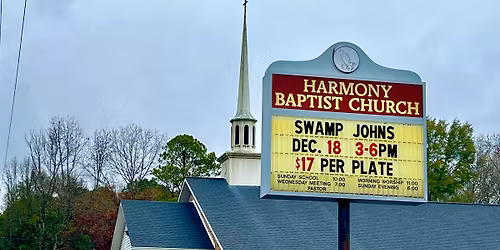 HARMONY
BAPTIST CHURCH
SWAMP JOHNS
DEC. 18 3-6PM
$17 PER PLATE
SUNDAY SCHOOL 10:00 MORNING WORSHIP 11:00
WEDNESDAY MEETING 7:00 SUNDAY EVENING 6:00
PASTOR